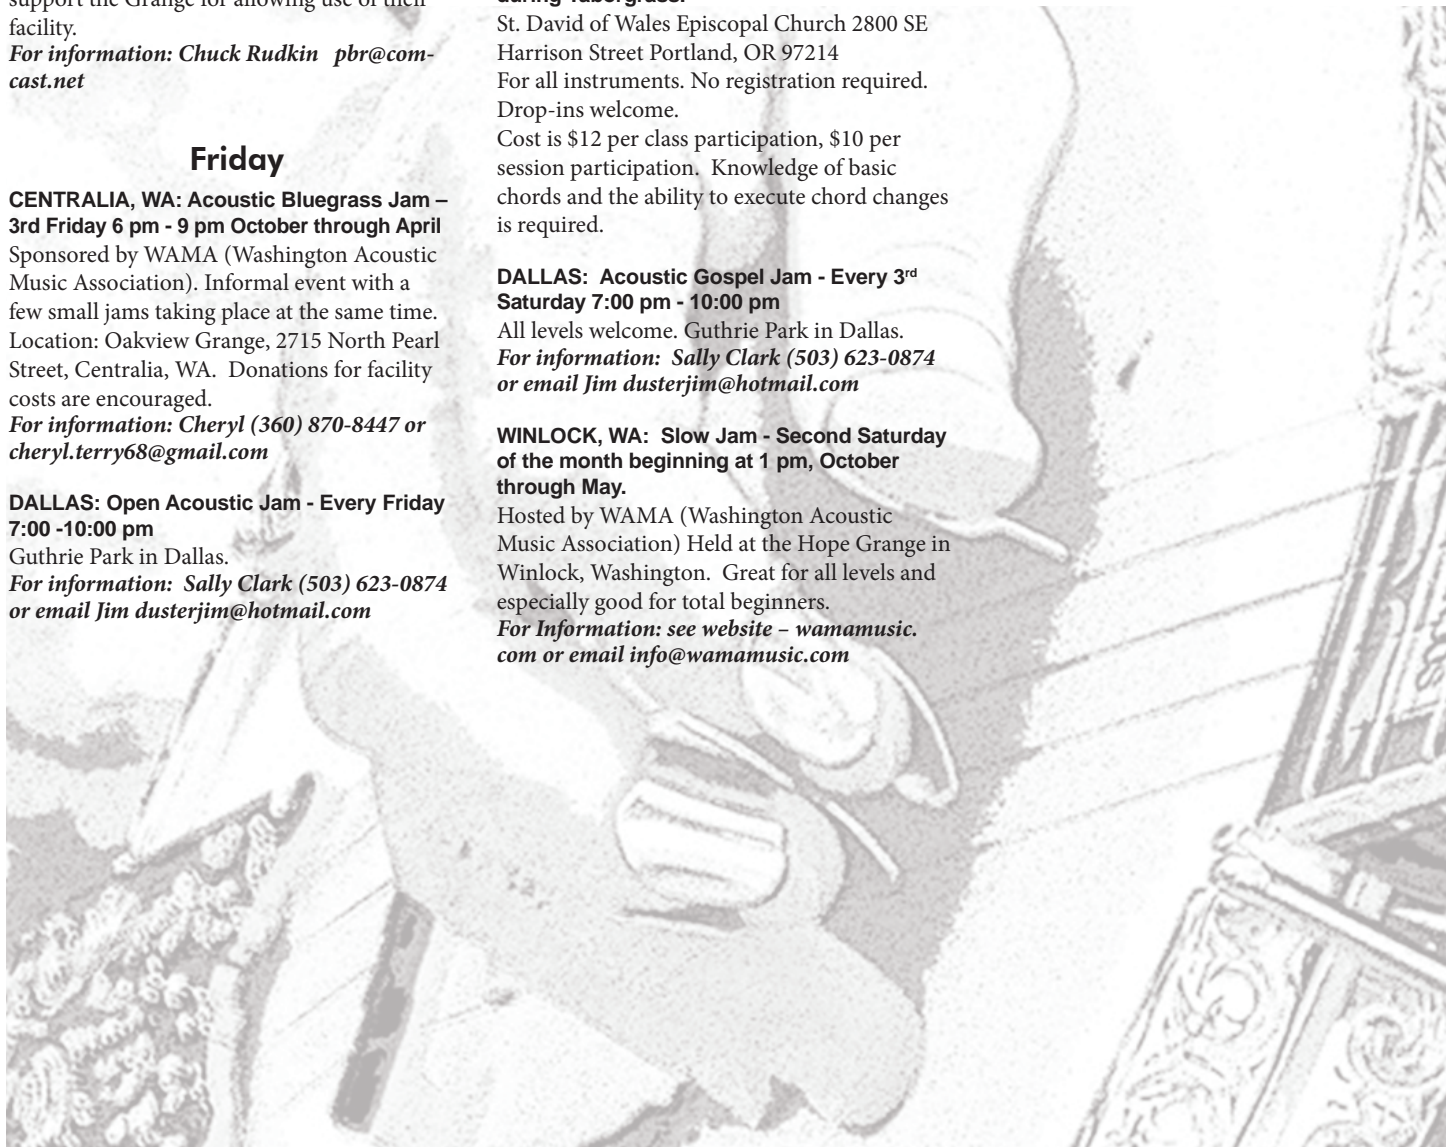 support the Grange for allowing use of their
facility.
For information: Chuck Rudkin   pbr@com-
cast.net
Friday
CENTRALIA, WA: Acoustic Bluegrass Jam –
3rd Friday 6 pm - 9 pm October through April
Sponsored by WAMA (Washington Acoustic
Music Association). Informal event with a
few small jams taking place at the same time.
Location: Oakview Grange, 2715 North Pearl
Street, Centralia, WA.  Donations for facility
costs are encouraged.
For information: Cheryl (360) 870-8447 or
cheryl.terry68@gmail.com
DALLAS: Open Acoustic Jam - Every Friday
7:00 -10:00 pm
Guthrie Park in Dallas.
For information:  Sally Clark (503) 623-0874
or email Jim dusterjim@hotmail.com
during Taborgrass.
St. David of Wales Episcopal Church 2800 SE
Harrison Street Portland, OR 97214
For all instruments. No registration required.
Drop-ins welcome.
Cost is $12 per class participation, $10 per
session participation.  Knowledge of basic
chords and the ability to execute chord changes
is required.
DALLAS:  Acoustic Gospel Jam - Every 3rd
Saturday 7:00 pm - 10:00 pm
All levels welcome. Guthrie Park in Dallas.
For information:  Sally Clark (503) 623-0874
or email Jim dusterjim@hotmail.com
WINLOCK, WA:  Slow Jam - Second Saturday
of the month beginning at 1 pm, October
through May.
Hosted by WAMA (Washington Acoustic
Music Association) Held at the Hope Grange in
Winlock, Washington.  Great for all levels and
especially good for total beginners.
For Information: see website – wamamusic.
com or email info@wamamusic.com